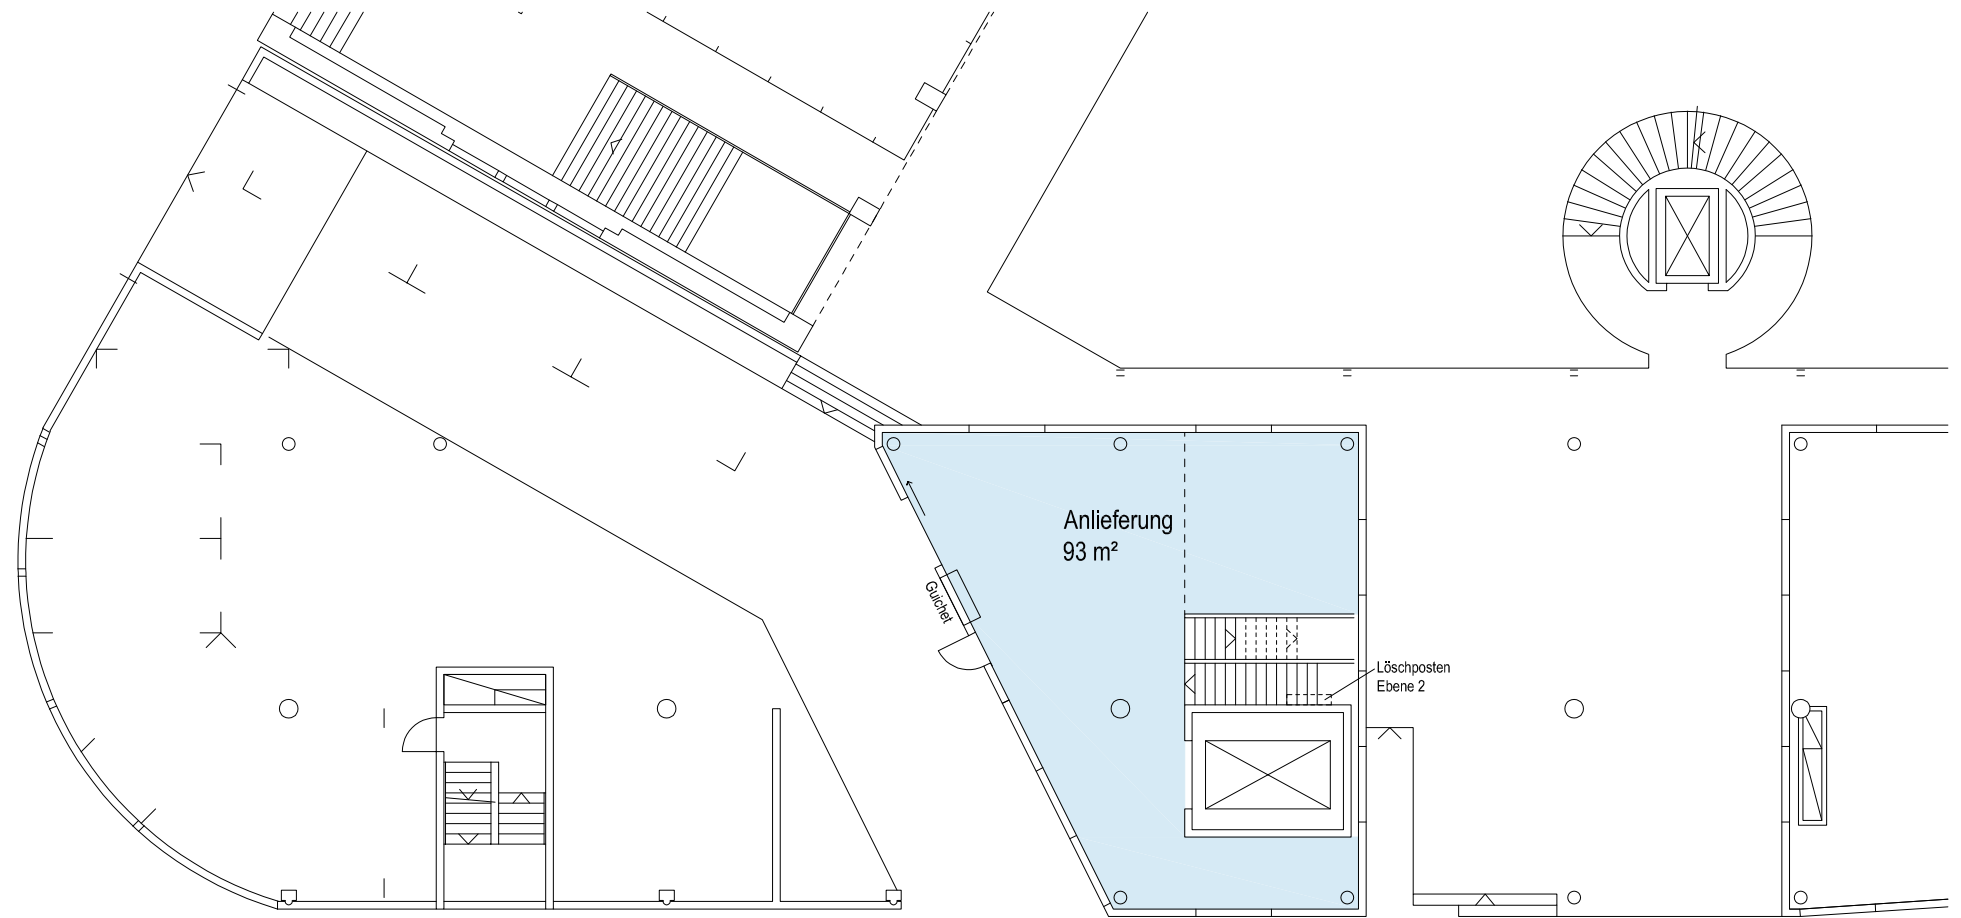 Anlieferung
93 m²
Guichet
Löschposten
Ebene 2